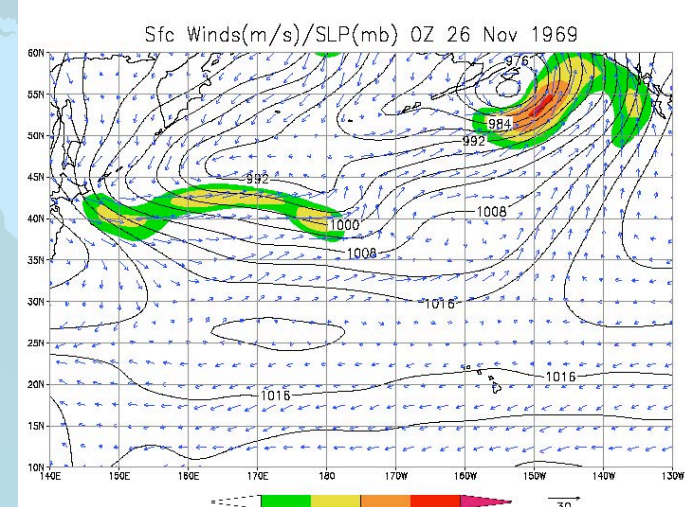 Sfc Winds(m/s)/SLP(mb) 0Z 26 Nov 1969
60N
976
55N
984
50N
992
45N
992
1008
40N
1000
1008
35N
30N
1016
25N
1016
20N
1016
15N
10N
140E 150E 160E 170E 180 170W 160W 150W 140W 130W
30